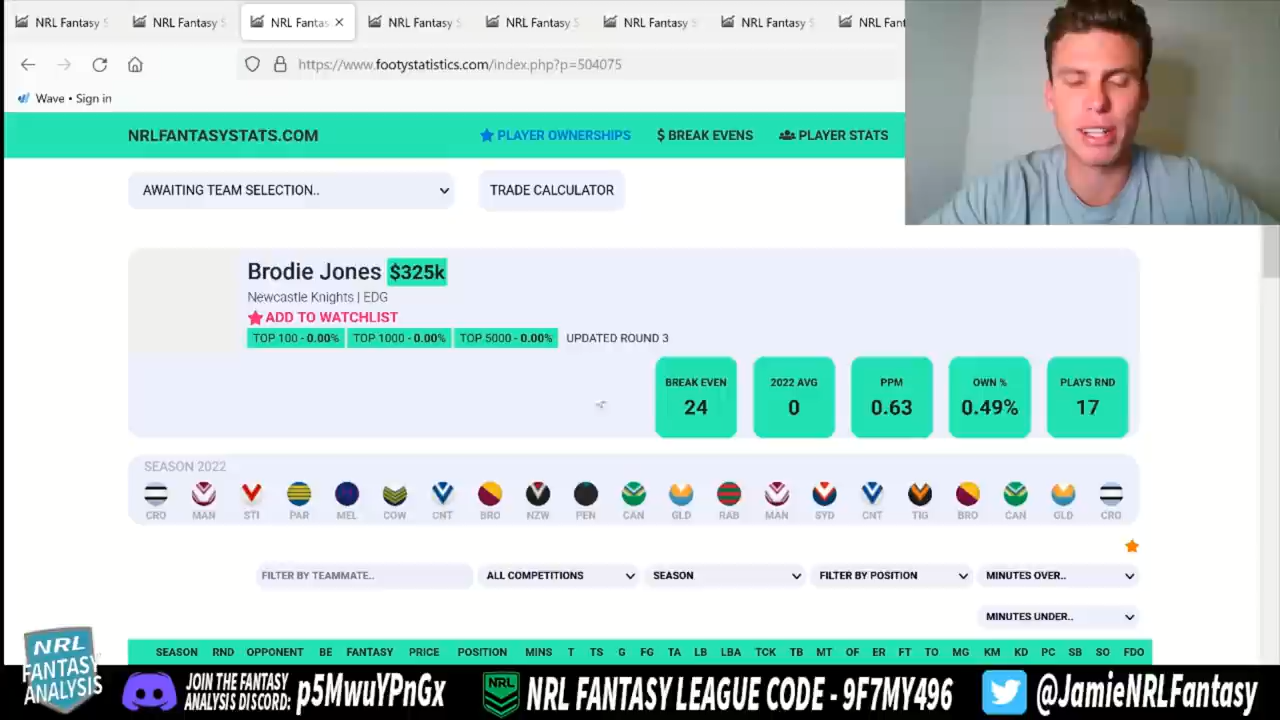 NRL Fantasy S
NRL Fantasy S
NRL Fantas
NRL Fantasy S
NRL Fantasy S
NRL Fantasy S
NRL Fantasy S
NRL Fant
https://www.footystatistics.com/index.php?p=504075
Wave • Sign in
NRLFANTASYSTATS.COM
PLAYER OWNERSHIPS
$ BREAK EVENS
PLAYER STATS
AWAITING TEAM SELECTION..
TRADE CALCULATOR
Brodie Jones $325k
Newcastle Knights | EDG
ADD TO WATCHLIST
TOP 100 - 0.00% TOP 1000 - 0.00% TOP 5000 - 0.00% UPDATED ROUND 3
BREAK EVEN 2022 AVG PPM OWN % PLAYS RND
24 0 0.63 0.49% 17
SEASON 2022
CRO MAN STI PAR MEL COW CNT BRO NZW PEN CAN GLD RAB MAN SYD CNT TIG BRO CAN GLD CRO
FILTER BY TEAMMATE.. ALL COMPETITIONS SEASON FILTER BY POSITION MINUTES OVER..
MINUTES UNDER..
SEASON RND OPPONENT BE FANTASY PRICE POSITION MINS T TS G FG TA LB LBA TCK TB MT OF ER FT TO MG KM KD PC SB SO FDO
NRL
FANTASY
ANALYSIS
JOIN THE FANTASY
ANALYSIS DISCORD:
p5MwuYPnGx
NRL
NRL FANTASY LEAGUE CODE - 9F7MY496
@JamieNRLFantasy